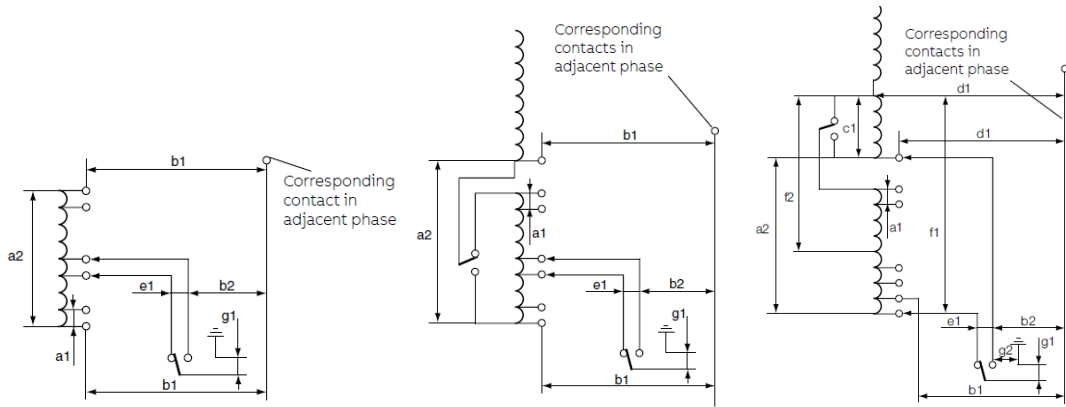 b1
Corresponding
contact in
adjacent phase
a2
e1
b2
g1
a1
b1
Corresponding
contacts in
adjacent phase
b1
a1
a2
e1
b2
g1
b1
Corresponding
contacts in
adjacent phase
d1
c1
d1
f2
a1
a2
f1
e1
b2
g2
g1
b1